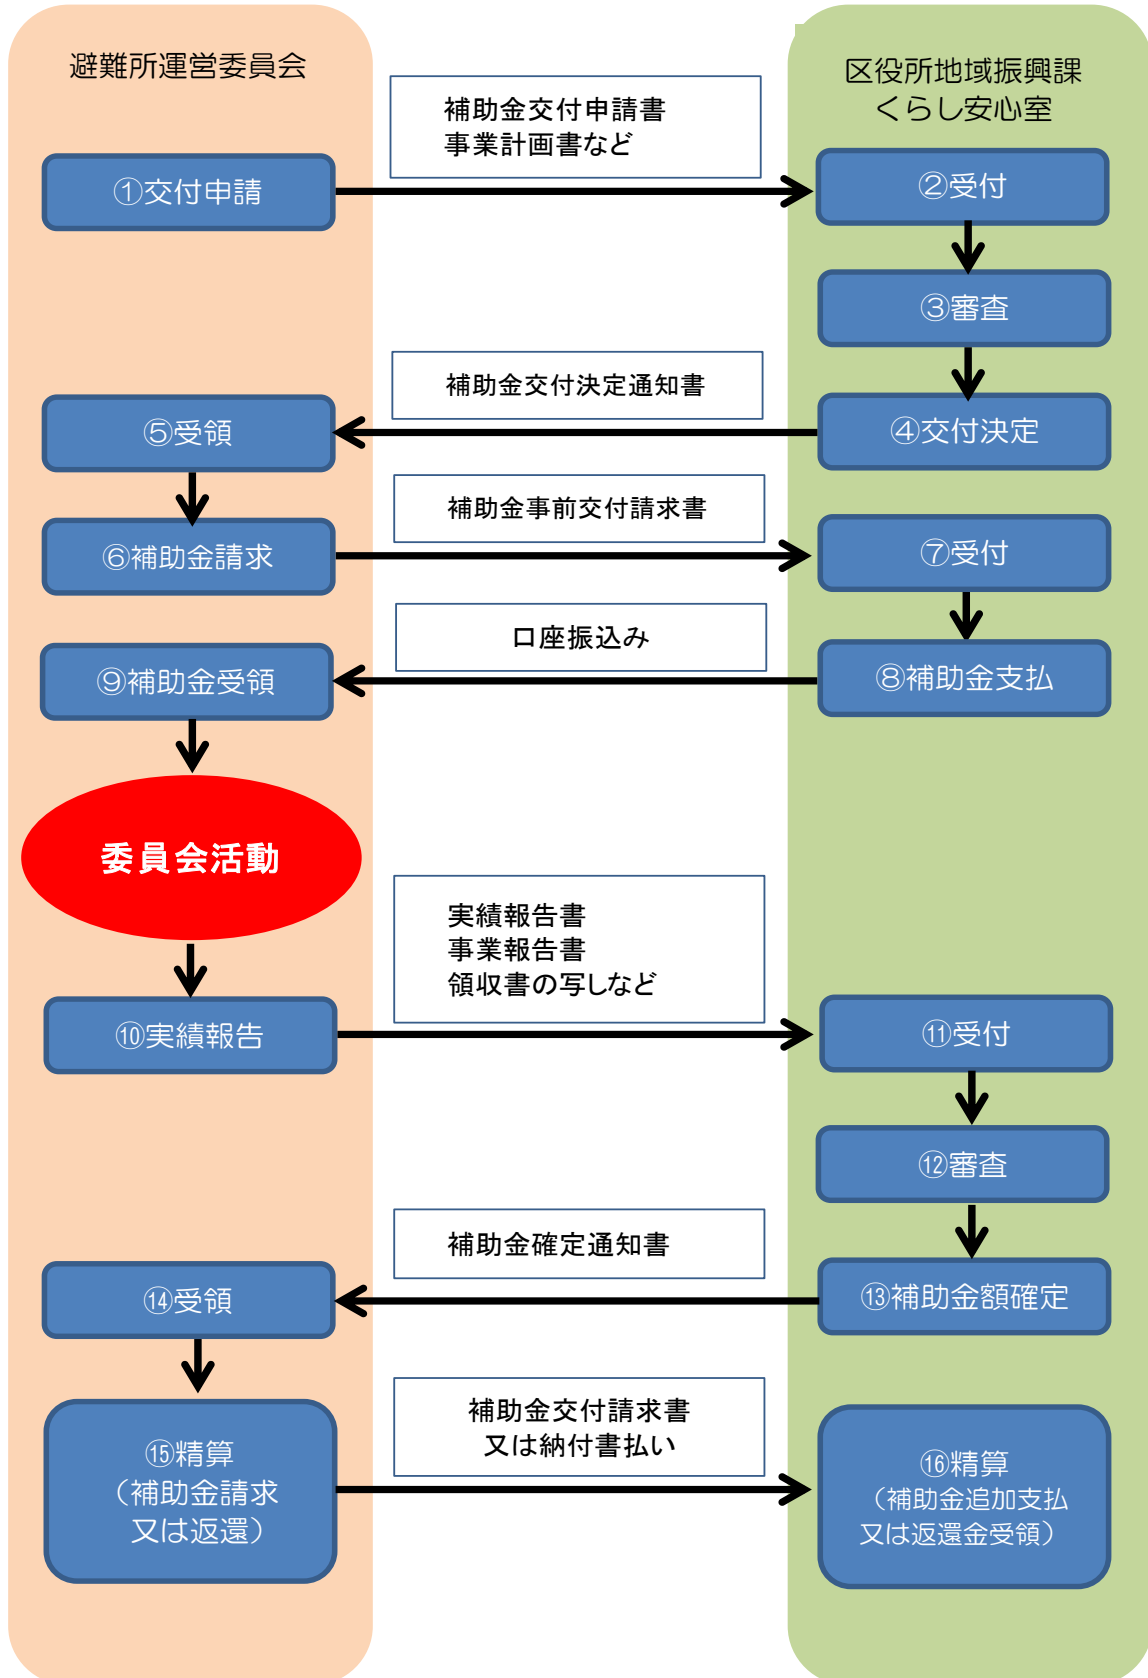 避難所運営委員会
区役所地域振興課
くらし安心室
補助金交付申請書
事業計画書など
①交付申請
②受付
③審査
補助金交付決定通知書
④交付決定
⑤受領
補助金事前交付請求書
⑥補助金請求
⑦受付
口座振込み
⑧補助金支払
⑨補助金受領
委員会活動
実績報告書
事業報告書
領収書の写しなど
⑩実績報告
⑪受付
⑫審査
補助金確定通知書
⑬補助金額確定
⑭受領
補助金交付請求書
又は納付書払い
⑮精算
（補助金請求
又は返還）
⑯精算
（補助金追加支払
又は返還金受領）